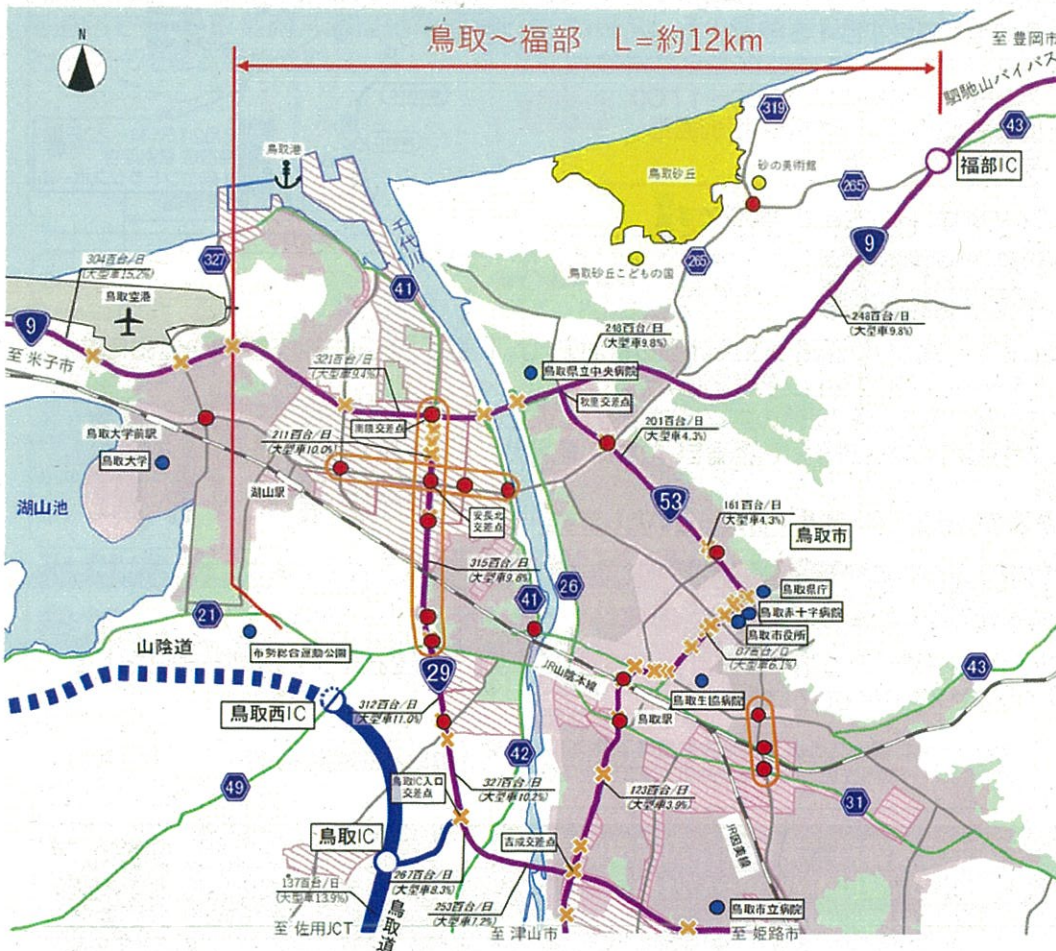 鳥取～福部 L=約12km
N
至 豊岡市
駟馳山バイパス
319
43
鳥取港
砂の美術館
鳥取砂丘
265
福部IC
千代川
327
304百台/日
(大型車15.2%)
鳥取空港
41
鳥取砂丘こどもの国
265
9
9
至 米子市
248百台/日
(大型車9.8%)
248百台/日
(大型車9.8%)
321百台/日
(大型車9.4%)
鳥取県立中央病院
秋里交差点
南隈交差点
201百台/日
(大型車4.3%)
鳥取大学前駅
211百台/日
(大型車10.0%)
鳥取大学
湖山駅
湖山池
安長北
交差点
53
161百台/日
(大型車4.3%)
鳥取市
315百台/日
(大型車9.8%)
26
41
鳥取県庁
鳥取赤十字病院
鳥取市役所
(大型車6.1%)
21
布勢総合運動公園
山陰道
JR山陰本線
29
43
鳥取西IC
312百台/日
(大型車11.0%)
鳥取生協病院
鳥取駅
42
49
鳥取IC入口
交差点
327百台/日
(大型車10.2%)
123百台/日
(大型車3.9%)
31
鳥取IC
吉成交差点
JR因美線
137百台/日
(大型車13.9%)
267百台/日
(大型車8.3%)
253百台/日
(大型車7.2%)
鳥取市立病院
至 佐用JCT
鳥取道
至 津山市
至 姫路市